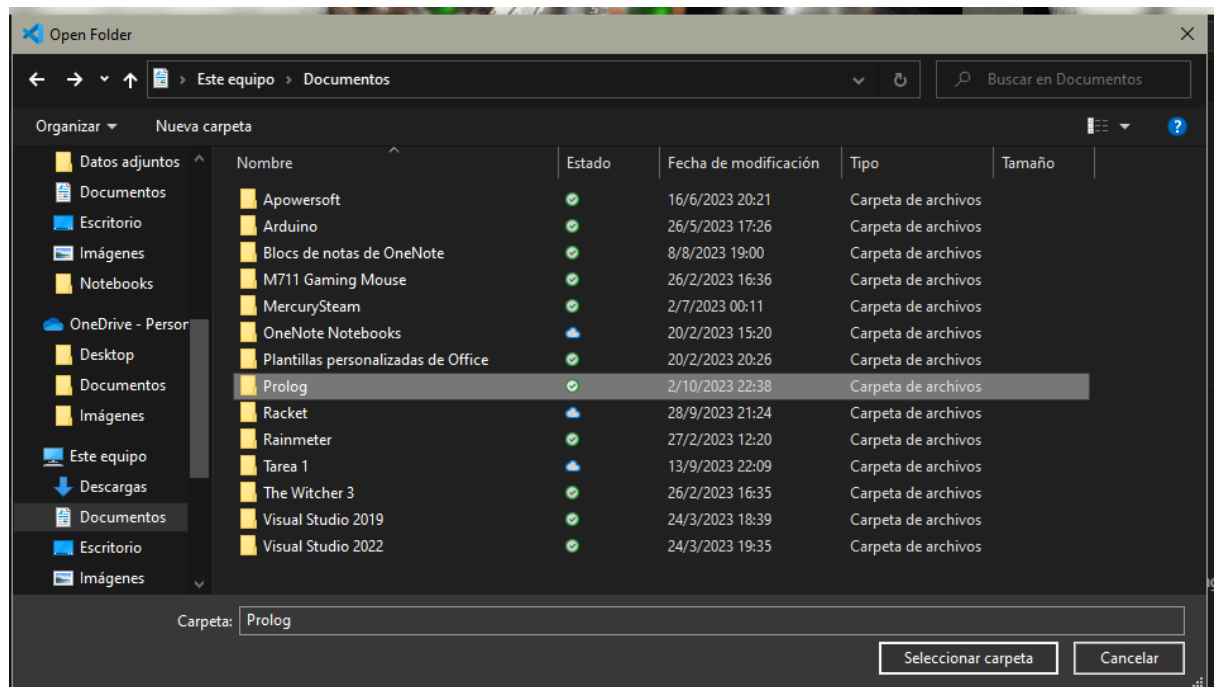 Open Folder
Este equipo > Documentos
Buscar en Documentos
Organizar
Nueva carpeta
Datos adjuntos
Documentos
Escritorio
Imágenes
Notebooks
OneDrive - Person
Desktop
Documentos
Imágenes
Este equipo
Descargas
Documentos
Escritorio
Imágenes
Nombre Estado Fecha de modificación Tipo Tamaño
Apowersoft 16/6/2023 20:21 Carpeta de archivos
Arduino 26/5/2023 17:26 Carpeta de archivos
Blocs de notas de OneNote 8/8/2023 19:00 Carpeta de archivos
M711 Gaming Mouse 26/2/2023 16:36 Carpeta de archivos
MercurySteam 2/7/2023 00:11 Carpeta de archivos
OneNote Notebooks 20/2/2023 15:20 Carpeta de archivos
Plantillas personalizadas de Office 20/2/2023 20:26 Carpeta de archivos
Prolog 2/10/2023 22:38 Carpeta de archivos
Racket 28/9/2023 21:24 Carpeta de archivos
Rainmeter 27/2/2023 12:20 Carpeta de archivos
Tarea 1 13/9/2023 22:09 Carpeta de archivos
The Witcher 3 26/2/2023 16:35 Carpeta de archivos
Visual Studio 2019 24/3/2023 18:39 Carpeta de archivos
Visual Studio 2022 24/3/2023 19:35 Carpeta de archivos
Carpeta: Prolog
Seleccionar carpeta
Cancelar